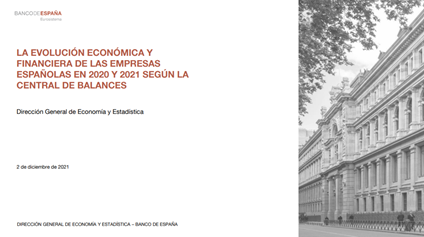 BANCO DE ESPAÑA
Eurosistema
LA EVOLUCIÓN ECONÓMICA Y
FINANCIERA DE LAS EMPRESAS
ESPAÑOLAS EN 2020 Y 2021 SEGÚN LA
CENTRAL DE BALANCES
Dirección General de Economía y Estadística
2 de diciembre de 2021
DIRECCIÓN GENERAL DE ECONOMÍA Y ESTADÍSTICA – BANCO DE ESPAÑA